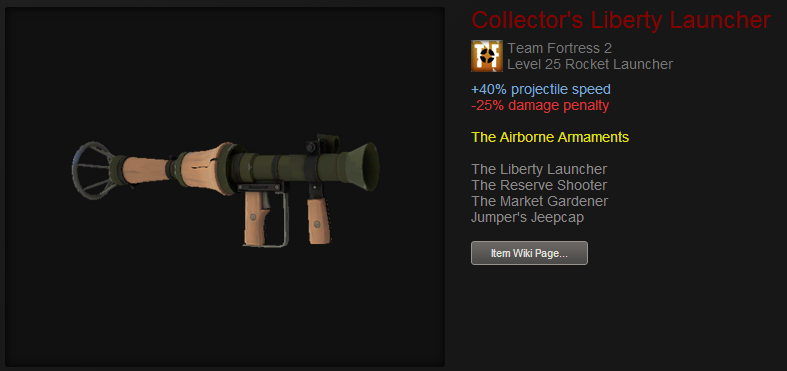 Collector's Liberty Launcher
Team Fortress 2
Level 25 Rocket Launcher
+40% projectile speed
-25% damage penalty
The Airborne Armaments
The Liberty Launcher
The Reserve Shooter
The Market Gardener
Jumper's Jeepcap
Item Wiki Page...